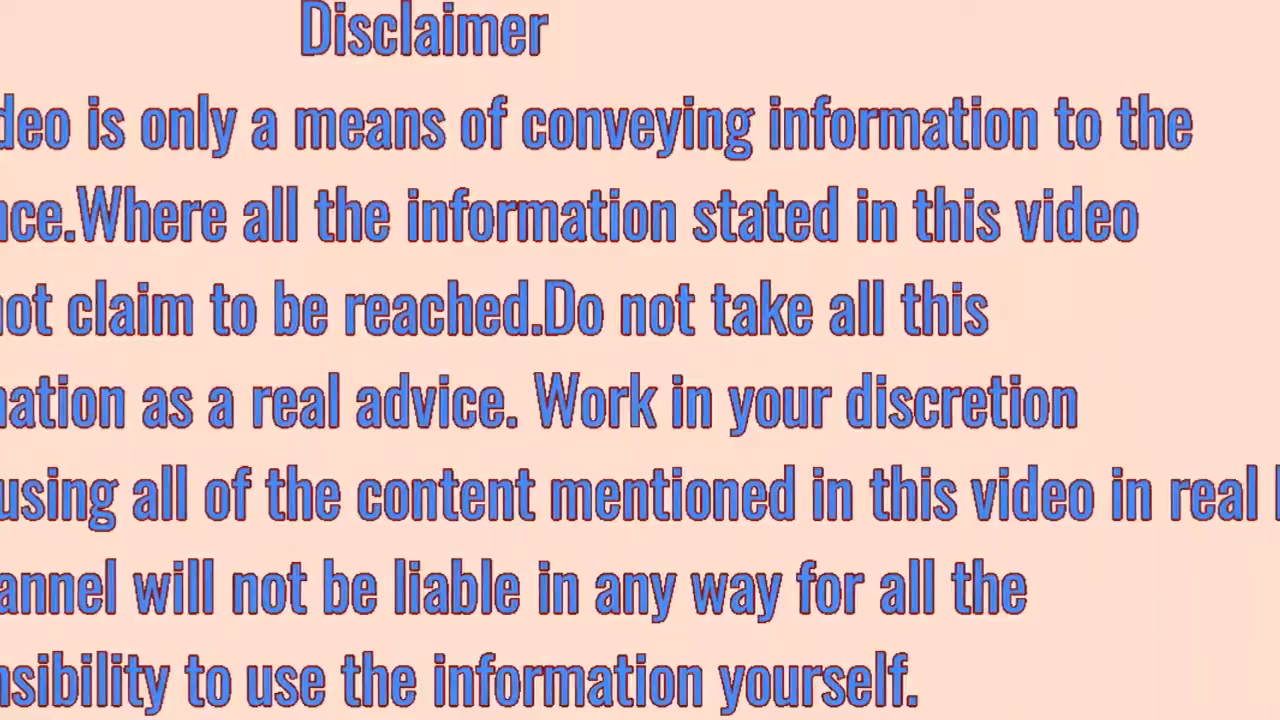 Disclaimer
deo is only a means of conveying information to the
nce.Where all the information stated in this video
not claim to be reached.Do not take all this
nation as a real advice. Work in your discretion
using all of the content mentioned in this video in real
annel will not be liable in any way for all the
nsibility to use the information yourself.